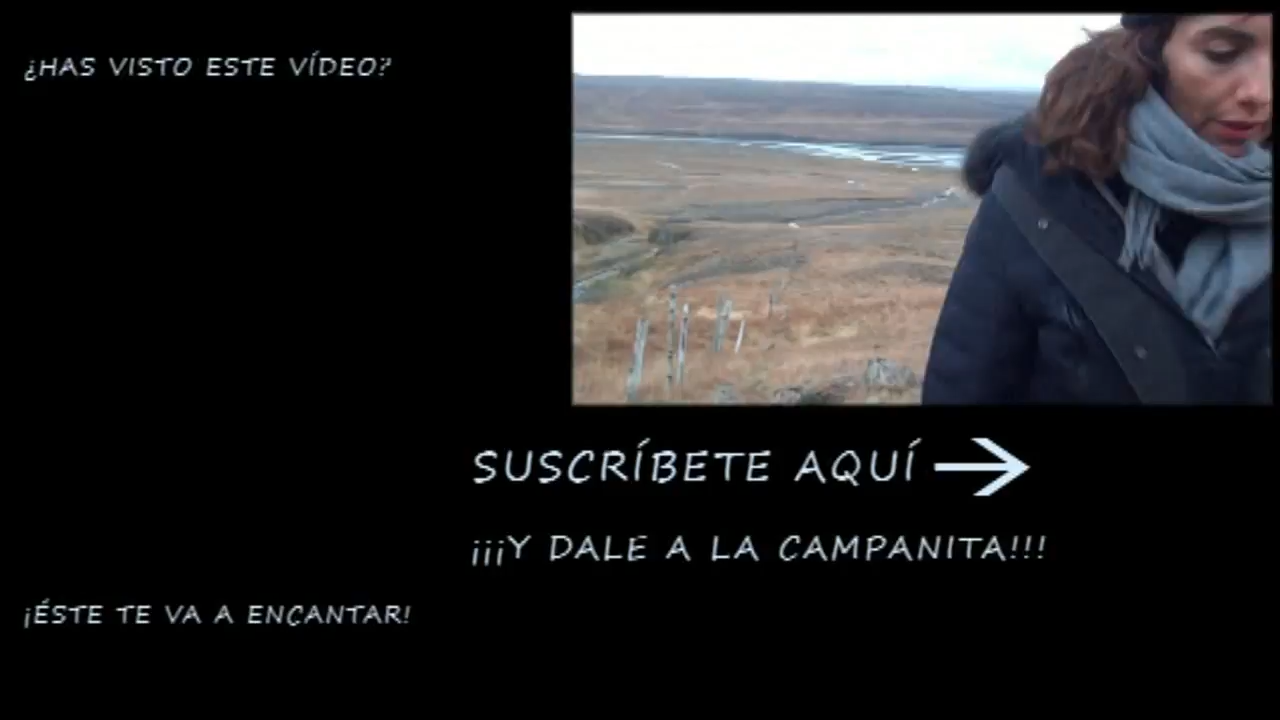 ¿HAS VISTO ESTE VÍDEO?
SUSCRÍBETE AQUÍ
¡¡¡Y DALE A LA CAMPANITA!!!
¡ÉSTE TE VA A ENCANTAR!